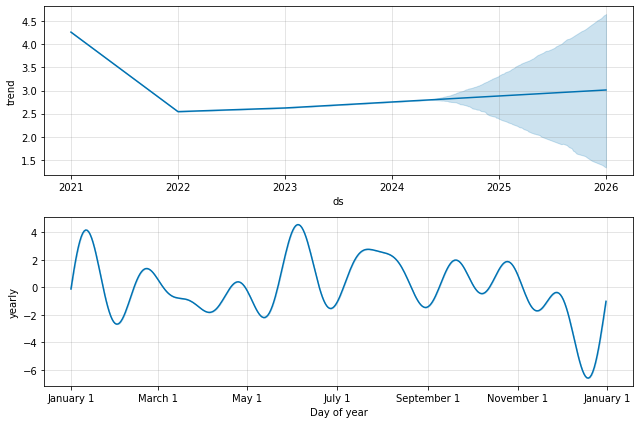 4.5
4.0
3.5
3.0
2.5
2.0
1.5
trend
2021 2022 2023 2024 2025 2026
ds
4
2
0
−2
−4
−6
yearly
January 1 March 1 May 1 July 1 September 1 November 1 January 1
Day of year